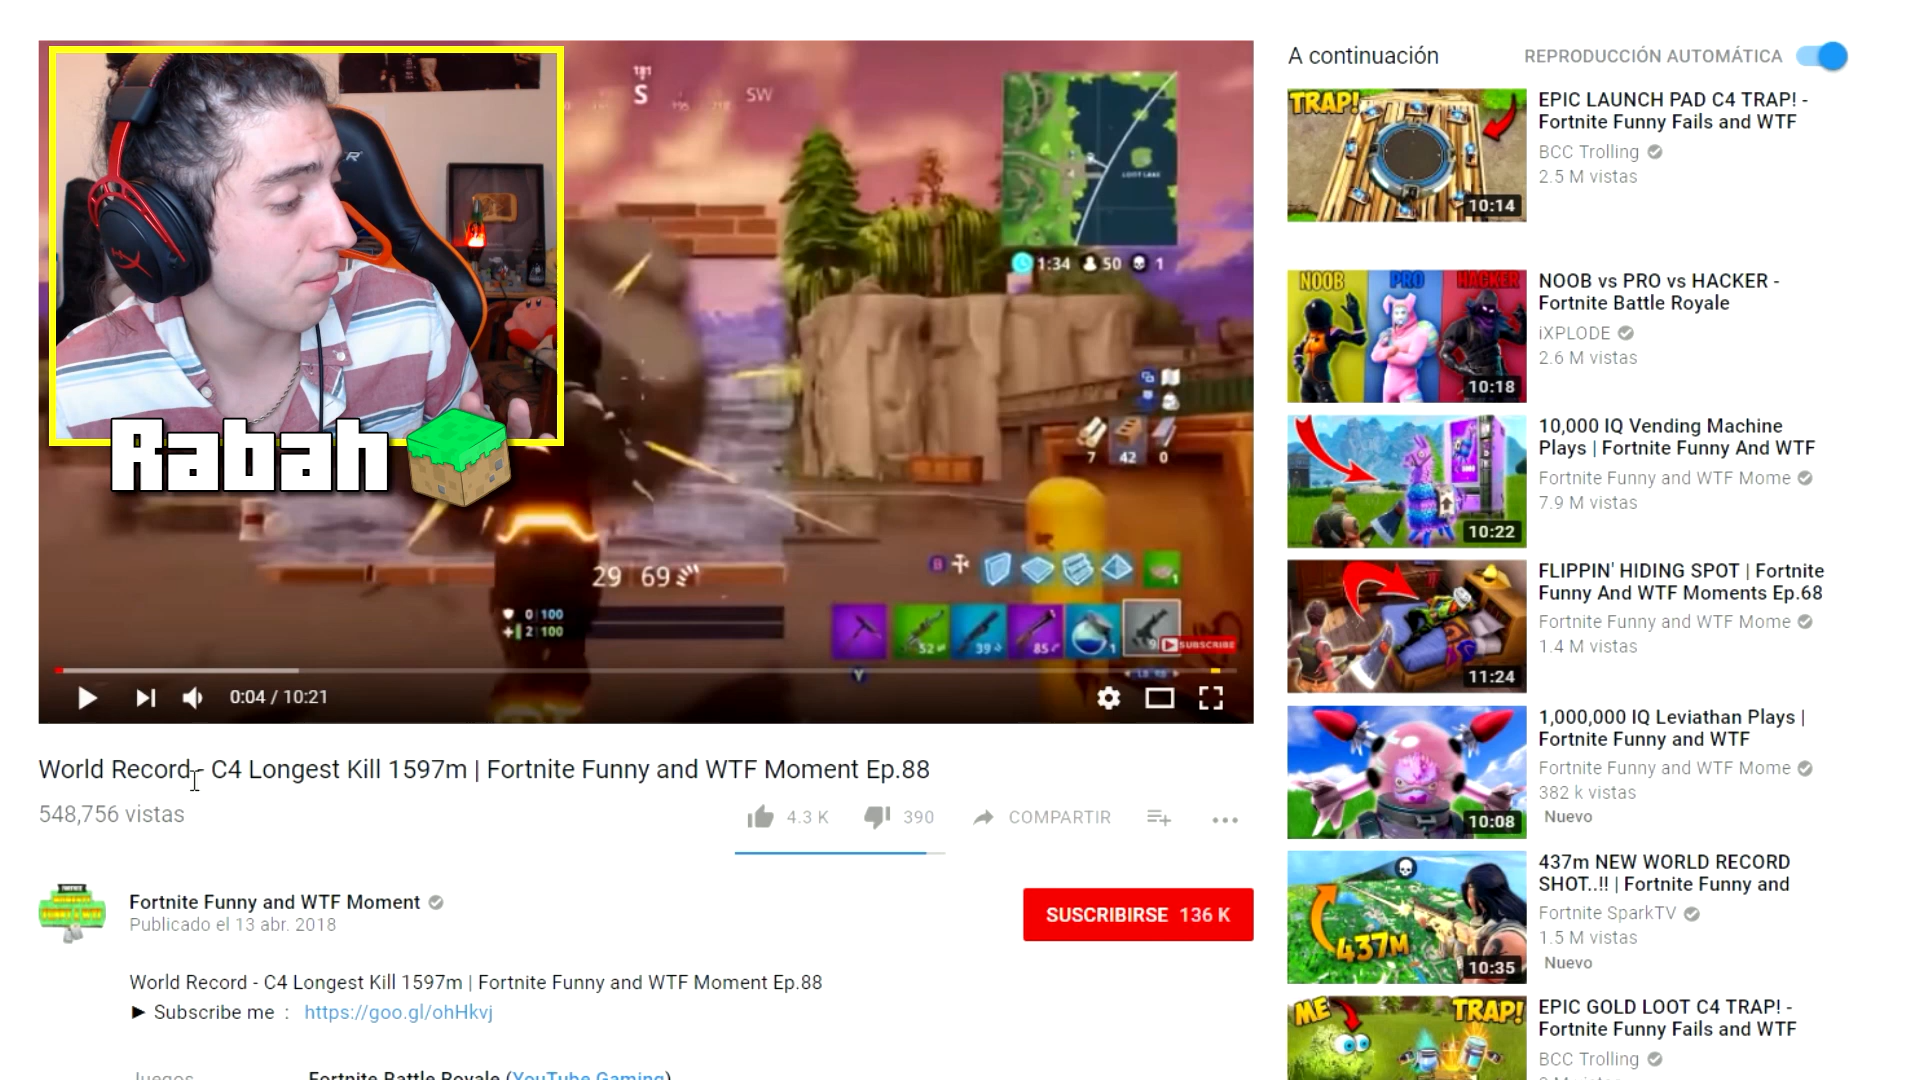 181
S
195
SW
LOOT LAKE
1:34 50 1
7 42 0
29 69
0 | 100
2 | 100
52 39 85 1 9
SUBSCRIBE
Y
Rabah
0:04 / 10:21
World Record - C4 Longest Kill 1597m | Fortnite Funny and WTF Moment Ep.88
548,756 vistas
4.3 K 390 COMPARTIR
Fortnite Funny and WTF Moment
Publicado el 13 abr. 2018
SUSCRIBIRSE 136 K
World Record - C4 Longest Kill 1597m | Fortnite Funny and WTF Moment Ep.88
► Subscribe me : https://goo.gl/ohHkvj
Juegos Fortnite Battle Royale (YouTube Gaming)
A continuación REPRODUCCIÓN AUTOMÁTICA
TRAP!
10:14
EPIC LAUNCH PAD C4 TRAP! -
Fortnite Funny Fails and WTF
BCC Trolling
2.5 M vistas
NOOB PRO HACKER
10:18
NOOB vs PRO vs HACKER -
Fortnite Battle Royale
iXPLODE
2.6 M vistas
10:22
10,000 IQ Vending Machine
Plays | Fortnite Funny And WTF
Fortnite Funny and WTF Mome
7.9 M vistas
11:24
FLIPPIN' HIDING SPOT | Fortnite
Funny And WTF Moments Ep.68
Fortnite Funny and WTF Mome
1.4 M vistas
10:08
1,000,000 IQ Leviathan Plays |
Fortnite Funny and WTF
Fortnite Funny and WTF Mome
382 k vistas
Nuevo
437M
10:35
437m NEW WORLD RECORD
SHOT..!! | Fortnite Funny and
Fortnite SparkTV
1.5 M vistas
Nuevo
ME TRAP!
EPIC GOLD LOOT C4 TRAP! -
Fortnite Funny Fails and WTF
BCC Trolling